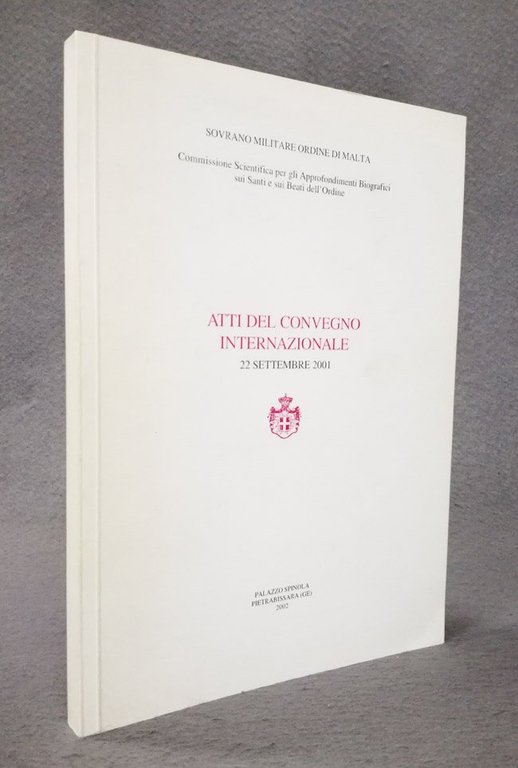 SOVRANO MILITARE ORDINE DI MALTA
Commissione Scientifica per gli Approfondimenti Biografici
sui Santi e sui Beati dell'Ordine
ATTI DEL CONVEGNO
INTERNAZIONALE
22 SETTEMBRE 2001
PALAZZO SPINOLA
PIETRABISSARA (GE)
2002